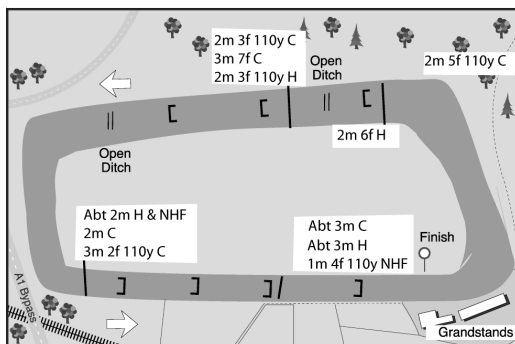 2m 3f 110y C
3m 7f C
2m 3f 110y H
Open
Ditch
2m 5f 110y C
2m 6f H
Open
Ditch
Abt 2m H & NHF
2m C
3m 2f 110y C
Abt 3m C
Abt 3m H
1m 4f 110y NHF
Finish
A1 Bypass
Grandstands